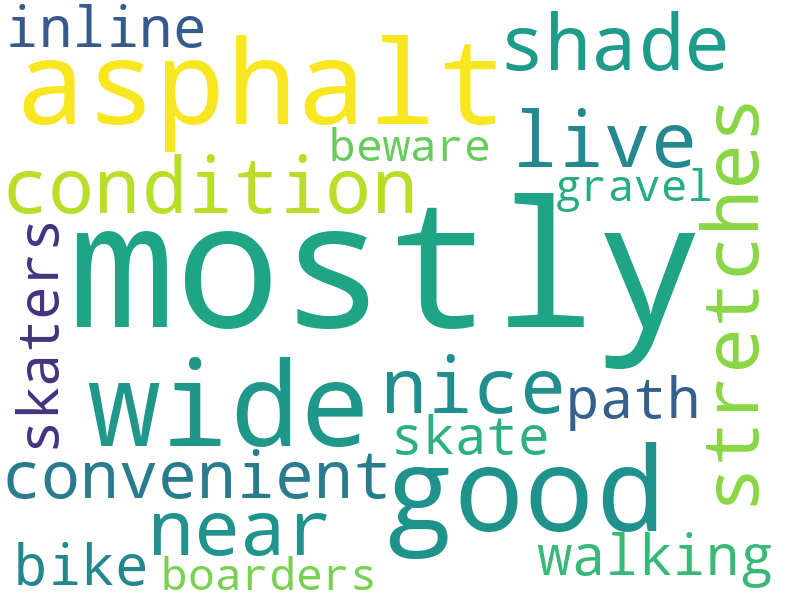 inline
asphalt
shade
beware
live
stretches
condition
gravel
mostly
skaters
wide
nice
path
skate
convenient
good
near
walking
bike
boarders